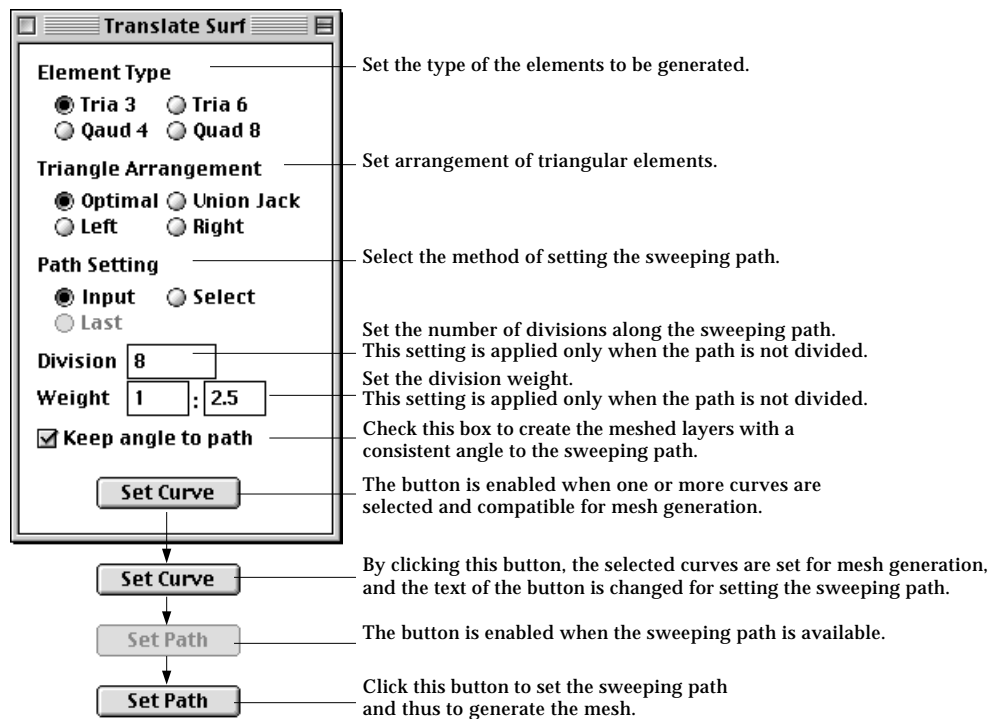 Translate Surf
Element Type
Set the type of the elements to be generated.
Tria 3 Tria 6
Qaud 4 Quad 8
Triangle Arrangement
Set arrangement of triangular elements.
Optimal Union Jack
Left Right
Path Setting
Select the method of setting the sweeping path.
Input Select
Last
Division 8
Set the number of divisions along the sweeping path.
This setting is applied only when the path is not divided.
Weight 1 : 2.5
Set the division weight.
This setting is applied only when the path is not divided.
Keep angle to path
Check this box to create the meshed layers with a
consistent angle to the sweeping path.
Set Curve
The button is enabled when one or more curves are
selected and compatible for mesh generation.
Set Curve
By clicking this button, the selected curves are set for mesh generation,
and the text of the button is changed for setting the sweeping path.
Set Path
The button is enabled when the sweeping path is available.
Set Path
Click this button to set the sweeping path
and thus to generate the mesh.